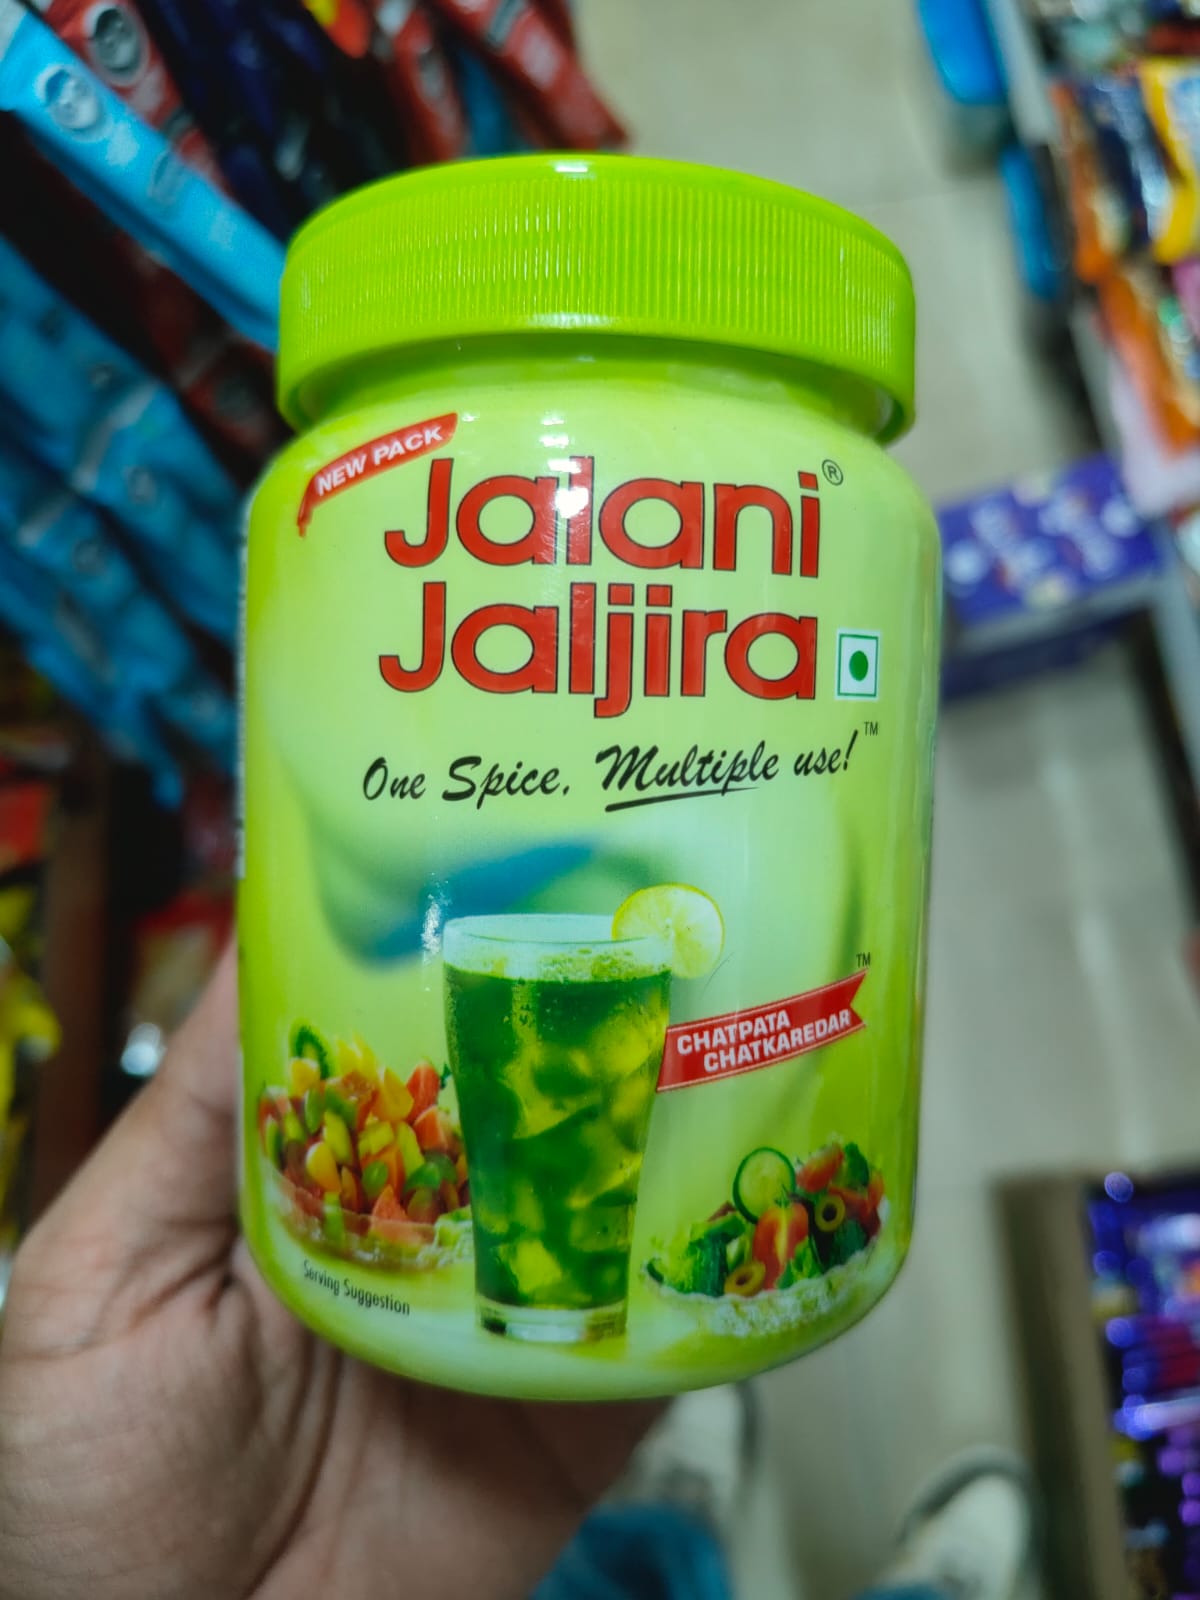 NEW PACK
Jalani®
Jaljira
One Spice. Multiple use!™
CHATPATA
CHATKAREDAR™
Serving Suggestion